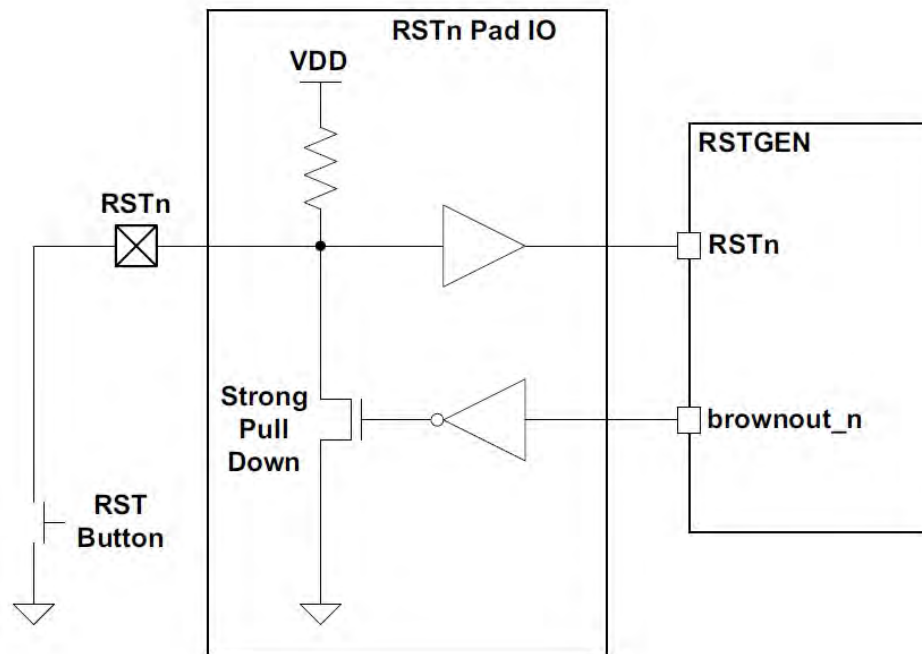 RSTn Pad IO
VDD
RSTGEN
RSTn
RSTn
Strong
Pull
Down
brownout_n
RST
Button